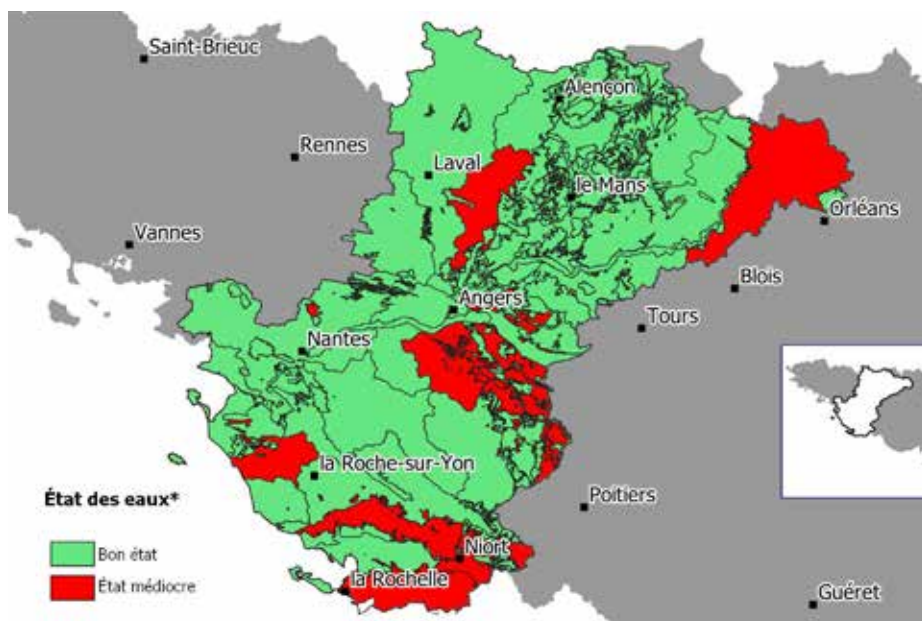 Saint-Brieuc
Alençon
Rennes
Laval
le Mans
Orléans
Vannes
Blois
Angers
Tours
Nantes
la Roche-sur-Yon
État des eaux*
Poitiers
Bon état
Niort
État médiocre
la Rochelle
Guéret